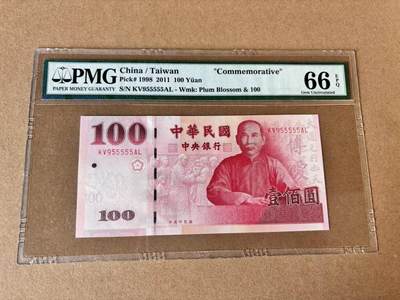 PMG
PAPER MONEY GUARANTY
China / Taiwan "Commemorative"
Pick# 1998 2011 100 Yüan
S/N KV955555AL - Wmk: Plum Blossom & 100
66 EPQ
Gem Uncirculated
100
中華民國
中央銀行
KV955555AL
KV955555AL
壹佰圓
100